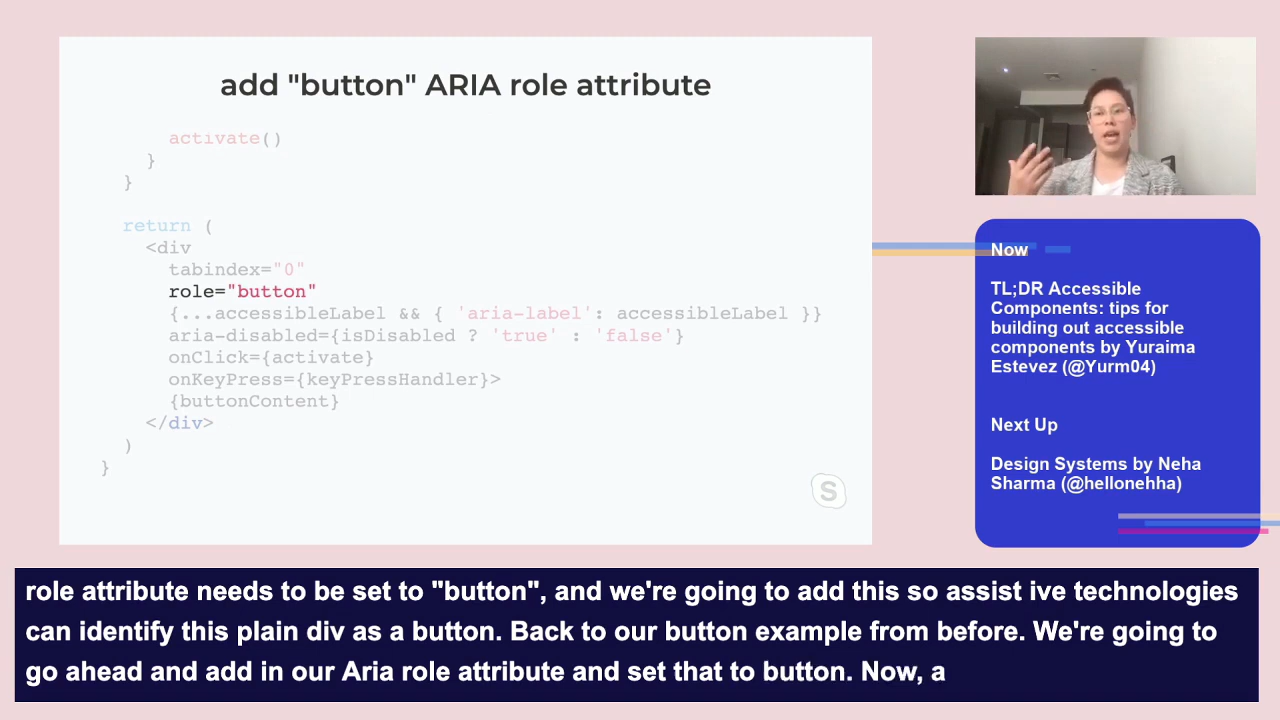 add "button" ARIA role attribute
activate()
}
}
return (
<div
tabindex="0"
role="button"
{...accessibleLabel && { 'aria-label': accessibleLabel }}
aria-disabled={isDisabled ? 'true' : 'false'}
onClick={activate}
onKeyPress={keyPressHandler}>
{buttonContent}
</div>
)
}
S
Now
TL;DR Accessible
Components: tips for
building out accessible
components by Yuraima
Estevez (@Yurm04)
Next Up
Design Systems by Neha
Sharma (@hellonehha)
role attribute needs to be set to "button", and we're going to add this so assist ive technologies
can identify this plain div as a button. Back to our button example from before. We're going to
go ahead and add in our Aria role attribute and set that to button. Now, a